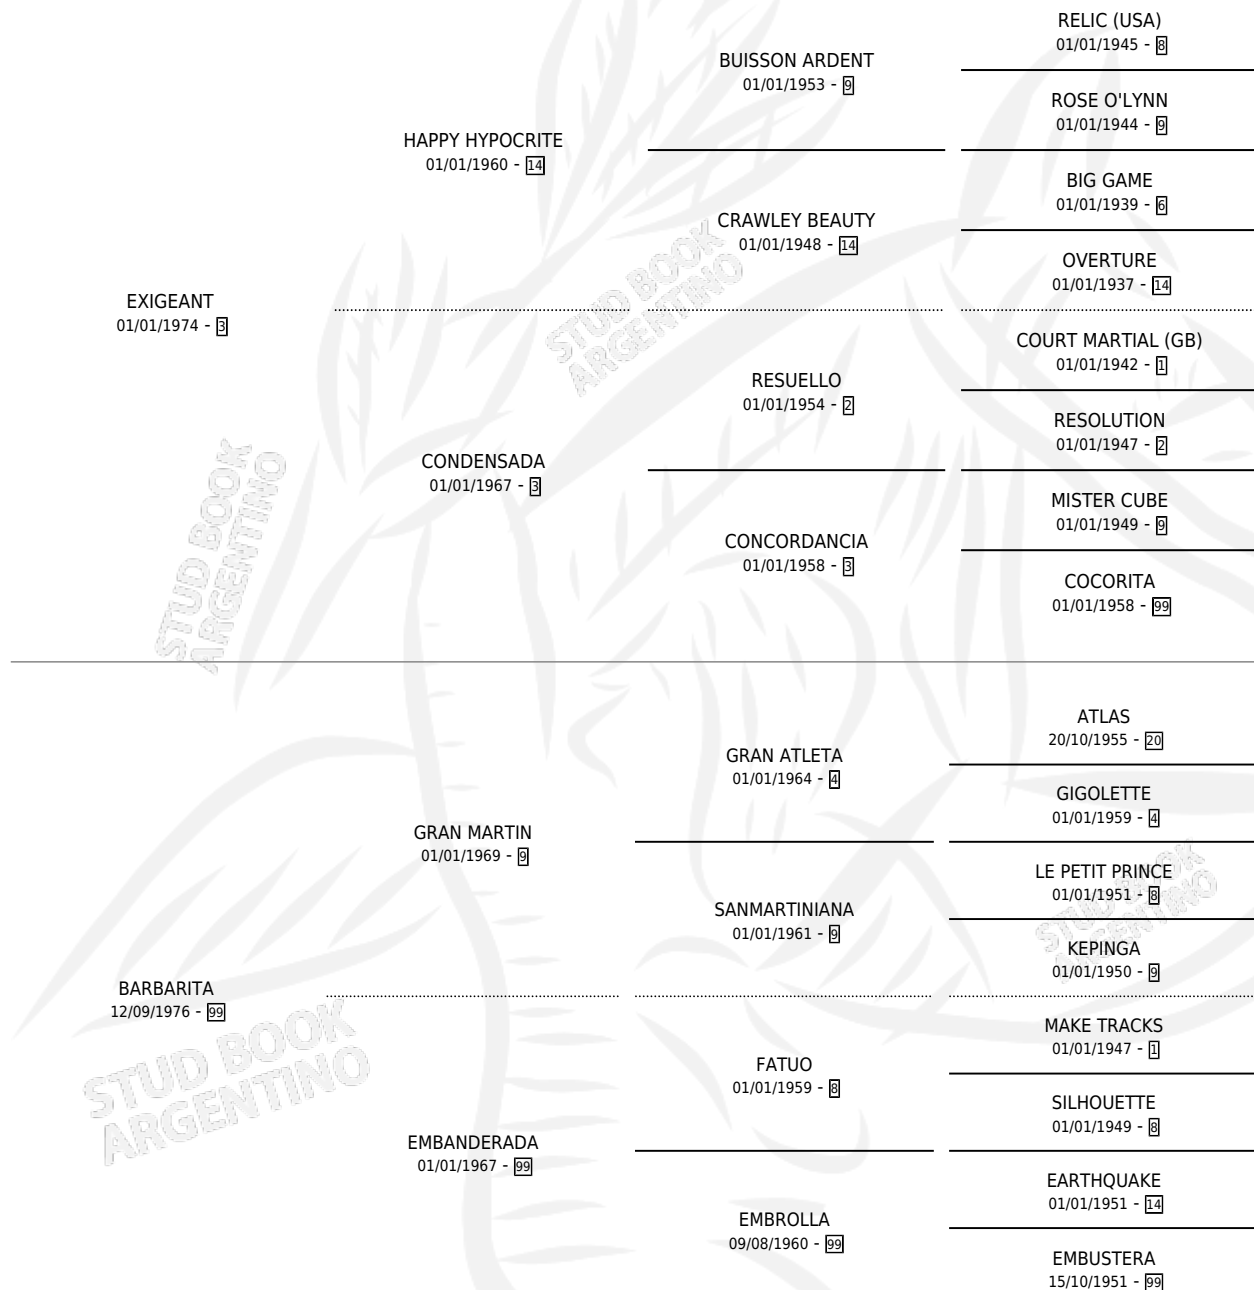 RELIC (USA)
01/01/1945 - 8
BUISSON ARDENT
01/01/1953 - 9
ROSE O'LYNN
01/01/1944 - 9
HAPPY HYPOCRITE
01/01/1960 - 14
BIG GAME
01/01/1939 - 6
CRAWLEY BEAUTY
01/01/1948 - 14
OVERTURE
01/01/1937 - 14
EXIGEANT
01/01/1974 - 3
STUD BOOK
ARGENTINO
COURT MARTIAL (GB)
01/01/1942 - 1
RESUELLO
01/01/1954 - 2
RESOLUTION
01/01/1947 - 2
CONDENSADA
01/01/1967 - 3
MISTER CUBE
01/01/1949 - 9
CONCORDANCIA
01/01/1958 - 3
COCORITA
01/01/1958 - 99
STUD BOOK
ARGENTINO
ATLAS
20/10/1955 - 20
GRAN ATLETA
01/01/1964 - 4
GIGOLETTE
01/01/1959 - 4
GRAN MARTIN
01/01/1969 - 9
LE PETIT PRINCE
01/01/1951 - 8
SANMARTINIANA
01/01/1961 - 9
STUD BOOK
ARGENTINO
KEPINGA
01/01/1950 - 9
BARBARITA
12/09/1976 - 99
STUD BOOK
ARGENTINO
MAKE TRACKS
01/01/1947 - 1
FATUO
01/01/1959 - 8
SILHOUETTE
01/01/1949 - 8
EMBANDERADA
01/01/1967 - 99
EARTHQUAKE
01/01/1951 - 14
EMBROLLA
09/08/1960 - 99
EMBUSTERA
15/10/1951 - 99